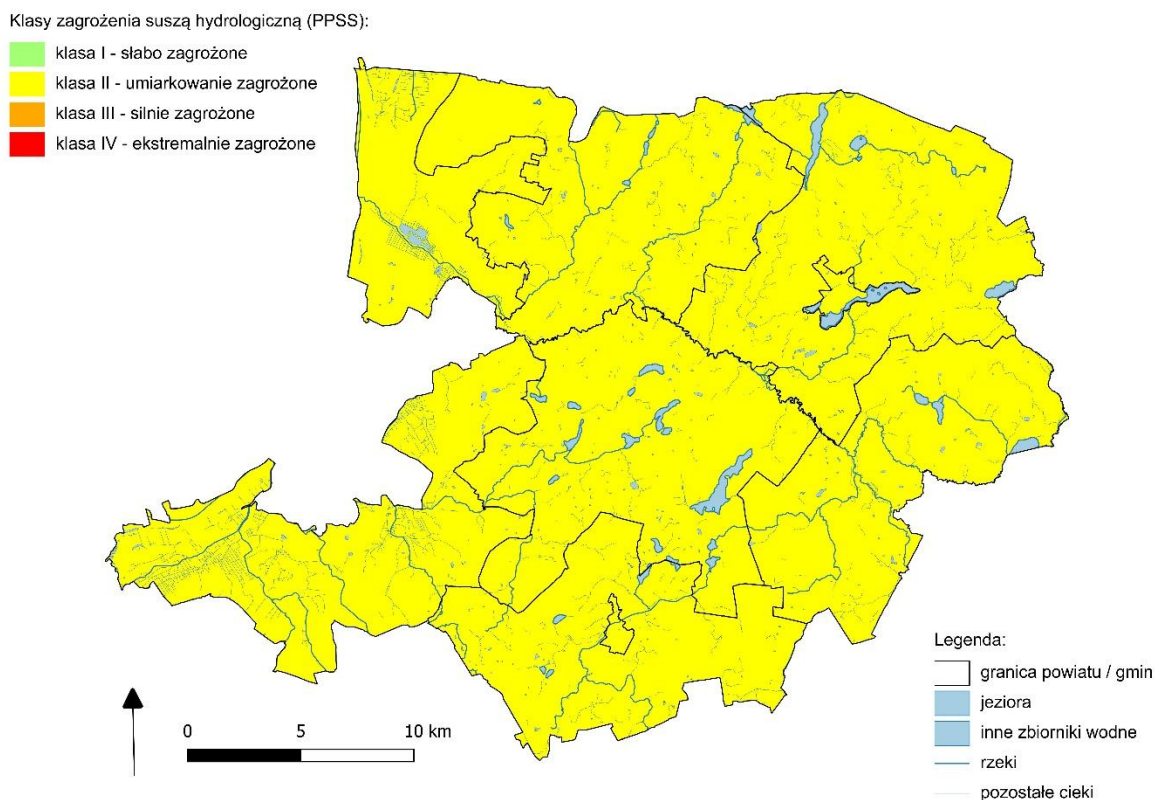 Klasy zagrożenia suszą hydrologiczną (PPSS):
klasa I - słabo zagrożone
klasa II - umiarkowanie zagrożone
klasa III - silnie zagrożone
klasa IV - ekstremalnie zagrożone
0 5 10 km
Legenda:
granica powiatu / gmin
jeziora
inne zbiorniki wodne
rzeki
pozostałe cieki